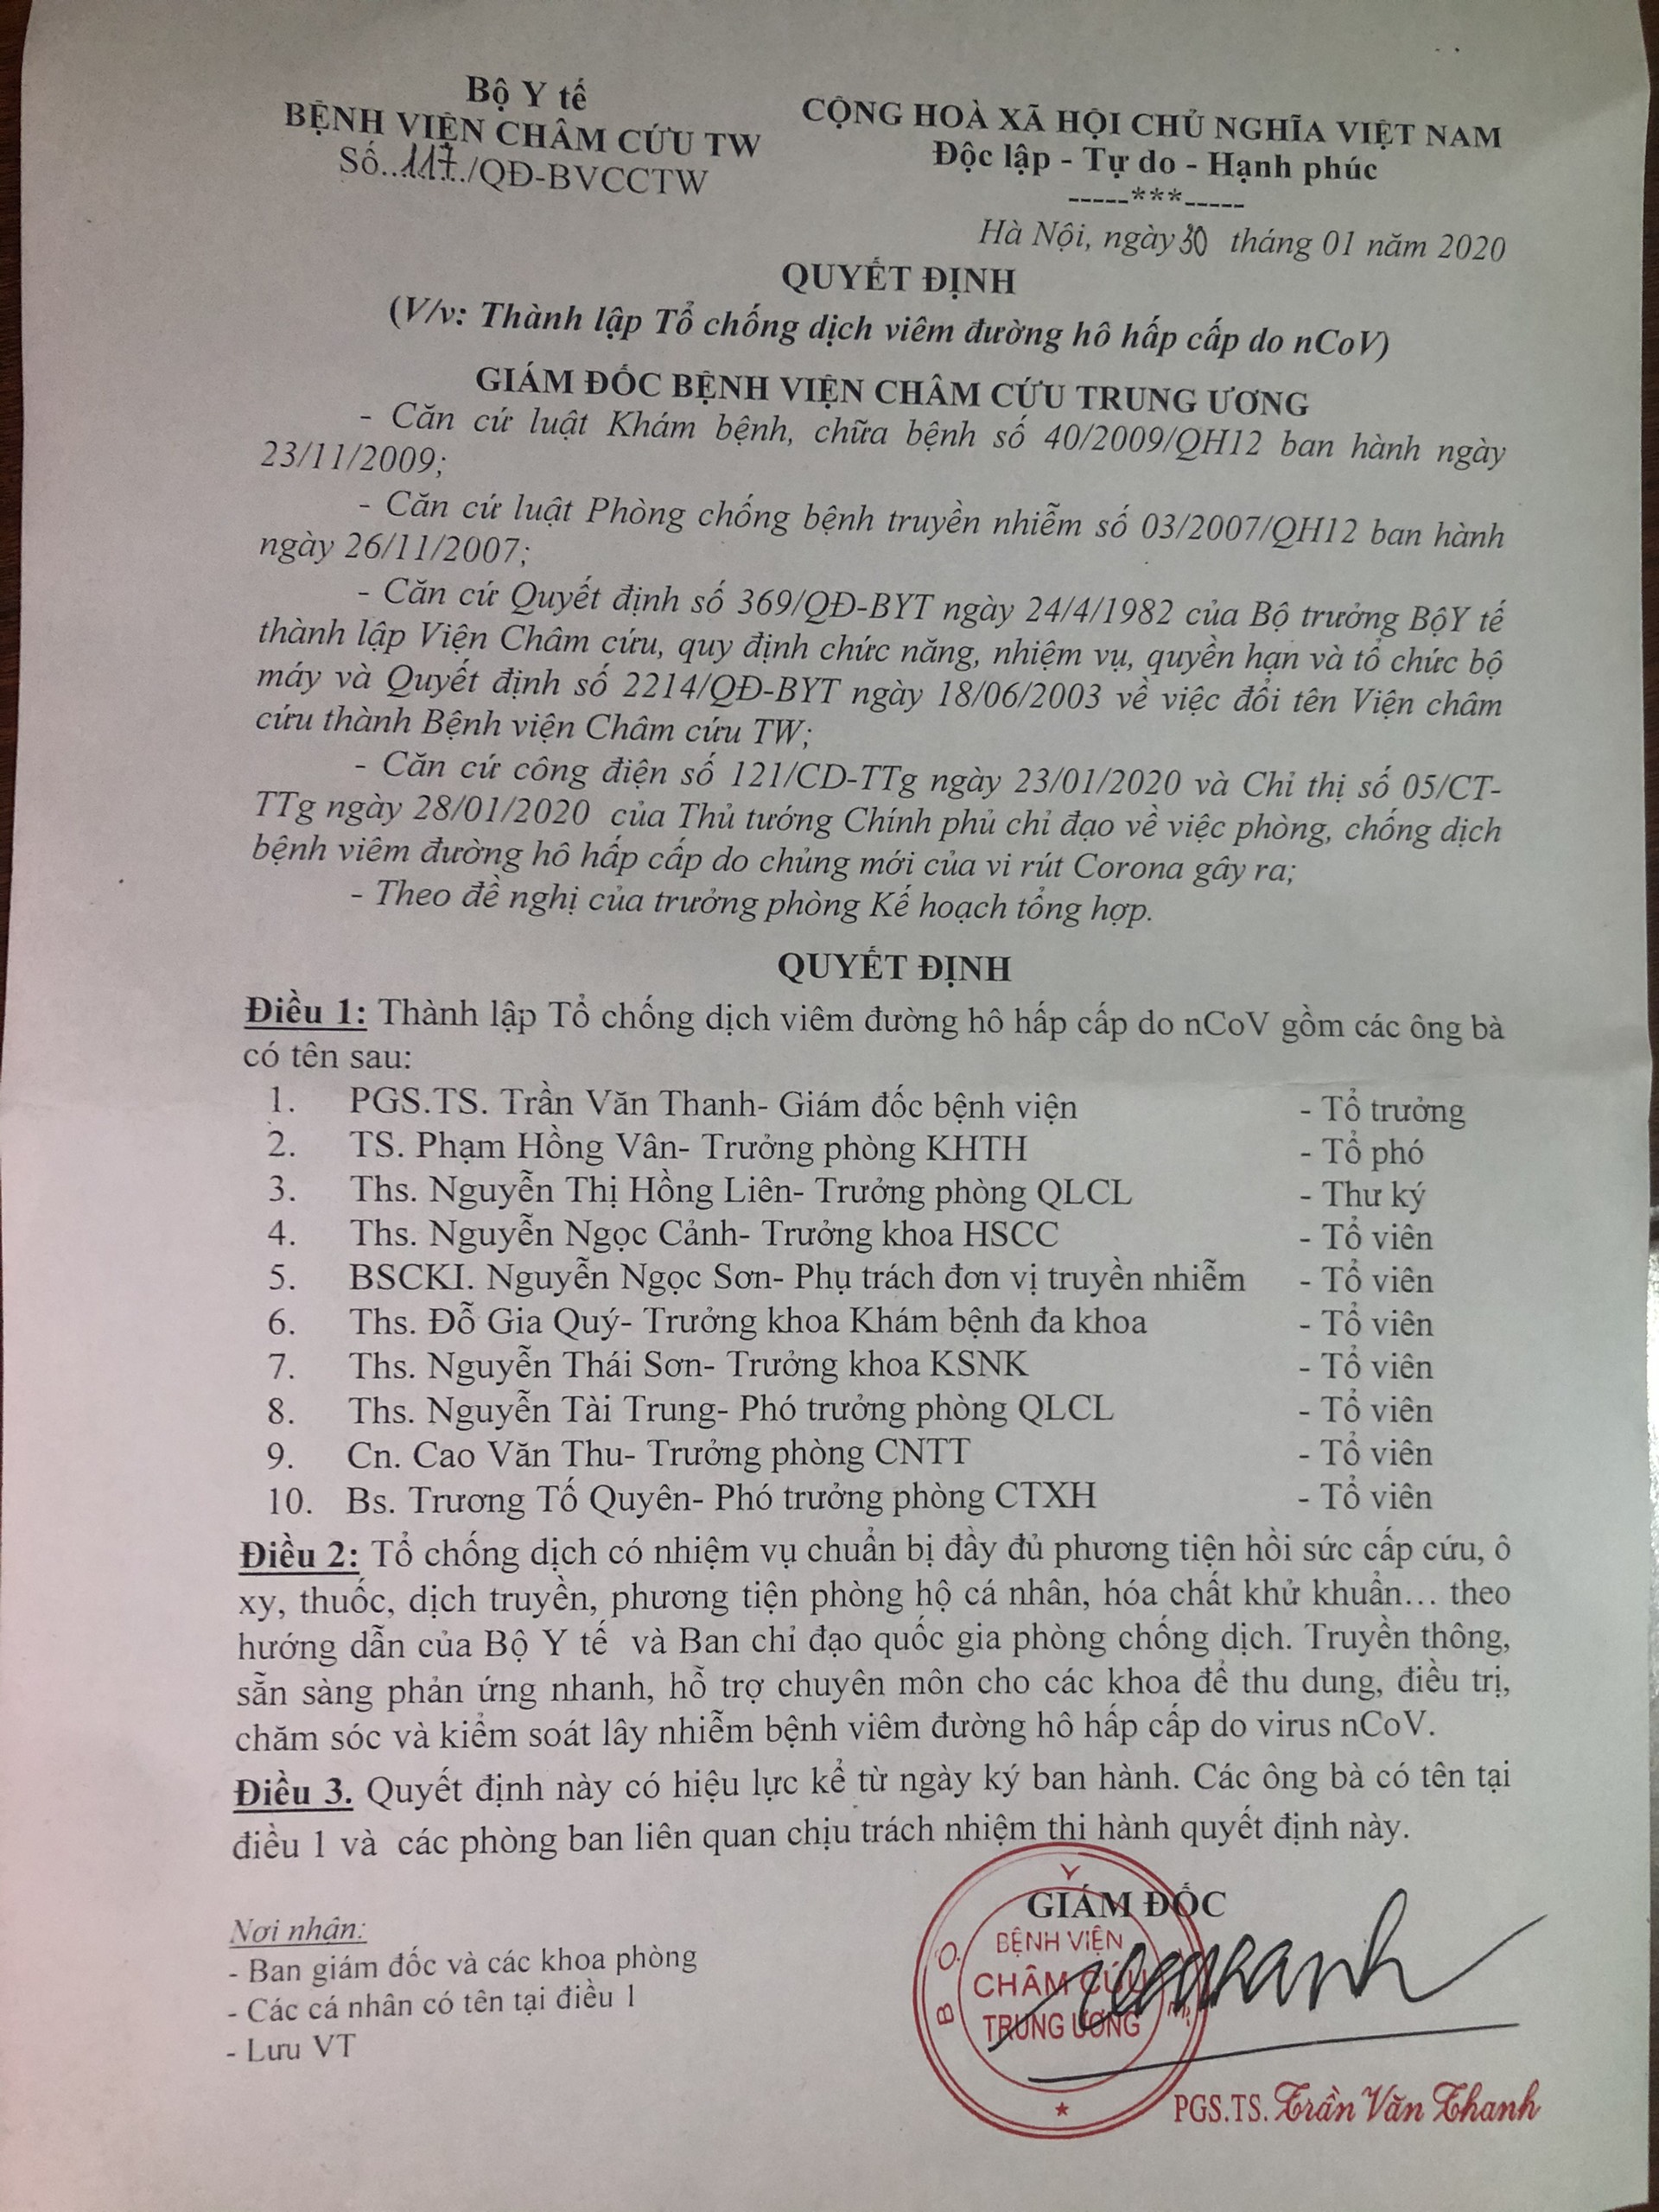 Bộ Y tế
BỆNH VIỆN CHÂM CỨU TW
Số...117../QĐ-BVCCTW
CỘNG HOÀ XÃ HỘI CHỦ NGHĨA VIỆT NAM
Độc lập - Tự do - Hạnh phúc
-----***-----
Hà Nội, ngày 30 tháng 01 năm 2020
QUYẾT ĐỊNH
(V/v: Thành lập Tổ chống dịch viêm đường hô hấp cấp do nCoV)
GIÁM ĐỐC BỆNH VIỆN CHÂM CỨU TRUNG ƯƠNG
- Căn cứ luật Khám bệnh, chữa bệnh số 40/2009/QH12 ban hành ngày
23/11/2009;
- Căn cứ luật Phòng chống bệnh truyền nhiễm số 03/2007/QH12 ban hành
ngày 26/11/2007;
- Căn cứ Quyết định số 369/QĐ-BYT ngày 24/4/1982 của Bộ trưởng BộY tế
thành lập Viện Châm cứu, quy định chức năng, nhiệm vụ, quyền hạn và tổ chức bộ
máy và Quyết định số 2214/QĐ-BYT ngày 18/06/2003 về việc đổi tên Viện châm
cứu thành Bệnh viện Châm cứu TW;
- Căn cứ công điện số 121/CD-TTg ngày 23/01/2020 và Chỉ thị số 05/CT-
TTg ngày 28/01/2020 của Thủ tướng Chính phủ chỉ đạo về việc phòng, chống dịch
bệnh viêm đường hô hấp cấp do chủng mới của vi rút Corona gây ra;
- Theo đề nghị của trưởng phòng Kế hoạch tổng hợp.
QUYẾT ĐỊNH
Điều 1: Thành lập Tổ chống dịch viêm đường hô hấp cấp do nCoV gồm các ông bà
có tên sau:
1. PGS.TS. Trần Văn Thanh- Giám đốc bệnh viện - Tổ trưởng
2. TS. Phạm Hồng Vân- Trưởng phòng KHTH - Tổ phó
3. Ths. Nguyễn Thị Hồng Liên- Trưởng phòng QLCL - Thư ký
4. Ths. Nguyễn Ngọc Cảnh- Trưởng khoa HSCC - Tổ viên
5. BSCKI. Nguyễn Ngọc Sơn- Phụ trách đơn vị truyền nhiễm - Tổ viên
6. Ths. Đỗ Gia Quý- Trưởng khoa Khám bệnh đa khoa - Tổ viên
7. Ths. Nguyễn Thái Sơn- Trưởng khoa KSNK - Tổ viên
8. Ths. Nguyễn Tài Trung- Phó trưởng phòng QLCL - Tổ viên
9. Cn. Cao Văn Thu- Trưởng phòng CNTT - Tổ viên
10. Bs. Trương Tố Quyên- Phó trưởng phòng CTXH - Tổ viên
Điều 2: Tổ chống dịch có nhiệm vụ chuẩn bị đầy đủ phương tiện hồi sức cấp cứu, ô
xy, thuốc, dịch truyền, phương tiện phòng hộ cá nhân, hóa chất khử khuẩn… theo
hướng dẫn của Bộ Y tế và Ban chỉ đạo quốc gia phòng chống dịch. Truyền thông,
sẵn sàng phản ứng nhanh, hỗ trợ chuyên môn cho các khoa để thu dung, điều trị,
chăm sóc và kiểm soát lây nhiễm bệnh viêm đường hô hấp cấp do virus nCoV.
Điều 3. Quyết định này có hiệu lực kể từ ngày ký ban hành. Các ông bà có tên tại
điều 1 và các phòng ban liên quan chịu trách nhiệm thi hành quyết định này.
Nơi nhận:
- Ban giám đốc và các khoa phòng
- Các cá nhân có tên tại điều 1
- Lưu VT
GIÁM ĐỐC
BỘ Y TẾ
BỆNH VIỆN
CHÂM CỨU
TRUNG ƯƠNG
PGS.TS. Trần Văn Thanh